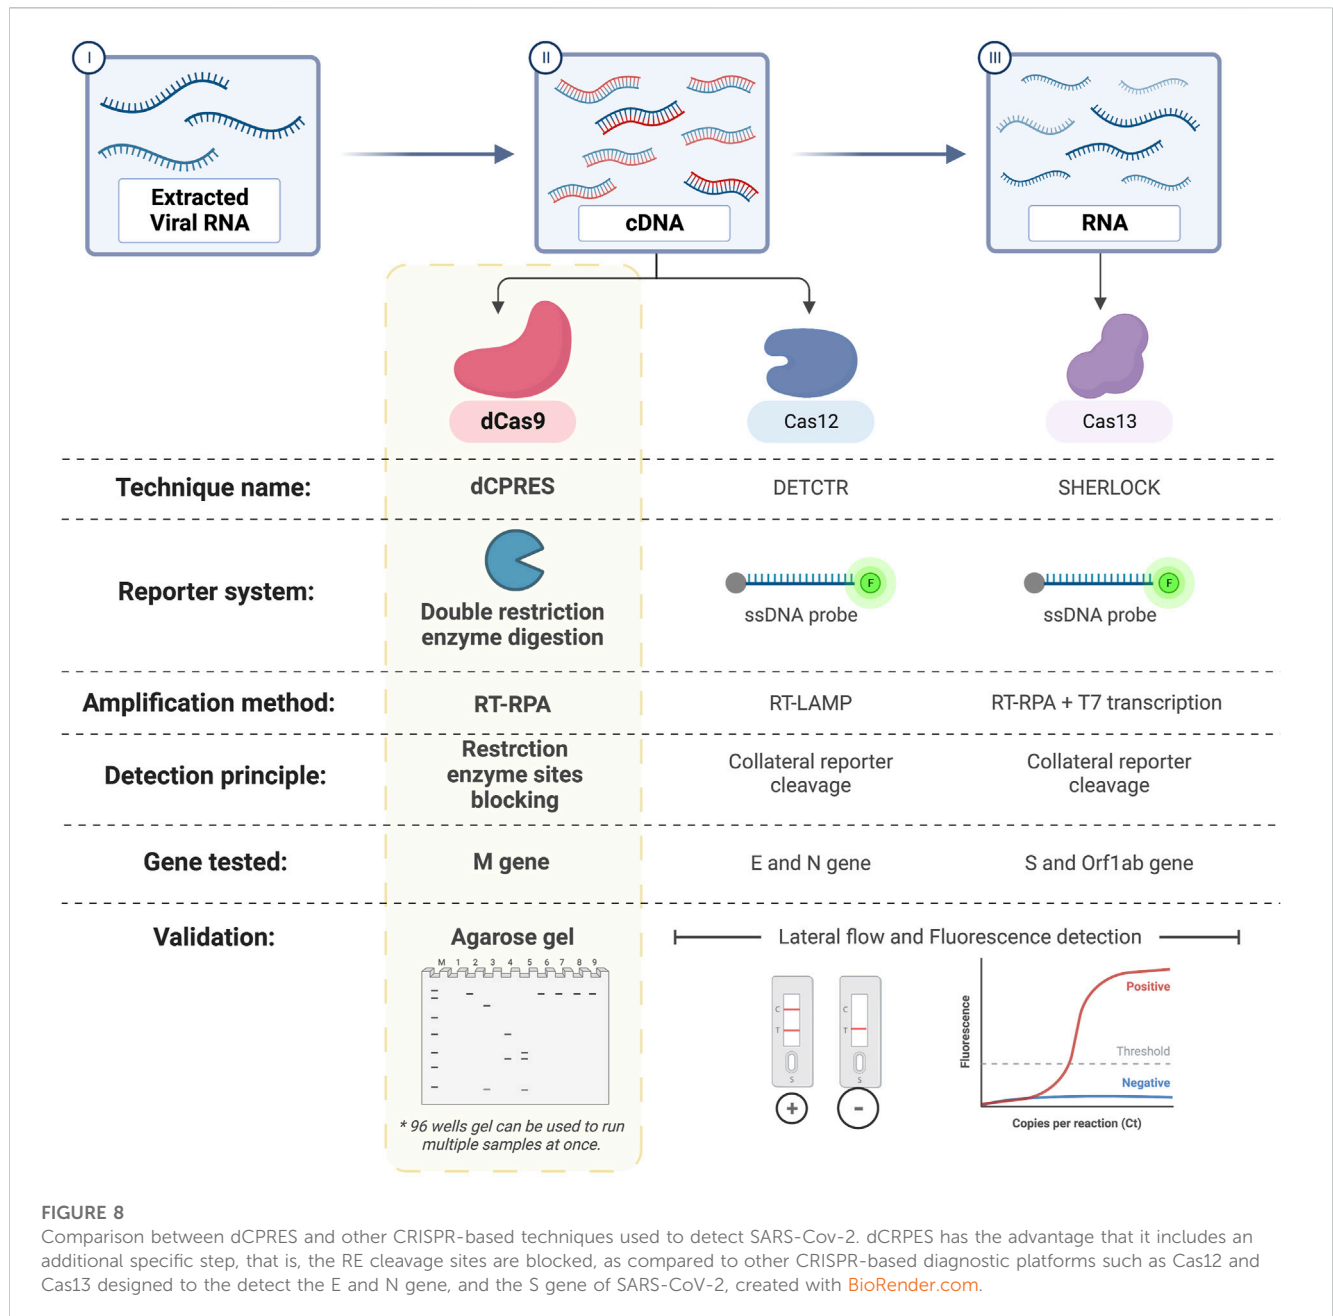 I
II
III
Extracted
Viral RNA
cDNA
RNA
dCas9
Cas12
Cas13
Technique name:
dCPRES
DETCTR
SHERLOCK
Reporter system:
Double restriction
enzyme digestion
F
ssDNA probe
F
ssDNA probe
Amplification method:
RT-RPA
RT-LAMP
RT-RPA + T7 transcription
Detection principle:
Restrction
enzyme sites
blocking
Collateral reporter
cleavage
Collateral reporter
cleavage
Gene tested:
M gene
E and N gene
S and Orf1ab gene
Validation:
Agarose gel
M 1 2 3 4 5 6 7 8 9
* 96 wells gel can be used to run
multiple samples at once.
Lateral flow and Fluorescence detection
C
T
S
+
C
T
S
-
Fluorescence
Positive
Threshold
Negative
Copies per reaction (Ct)
FIGURE 8
Comparison between dCPRES and other CRISPR-based techniques used to detect SARS-Cov-2. dCRPES has the advantage that it includes an
additional specific step, that is, the RE cleavage sites are blocked, as compared to other CRISPR-based diagnostic platforms such as Cas12 and
Cas13 designed to the detect the E and N gene, and the S gene of SARS-CoV-2, created with BioRender.com.